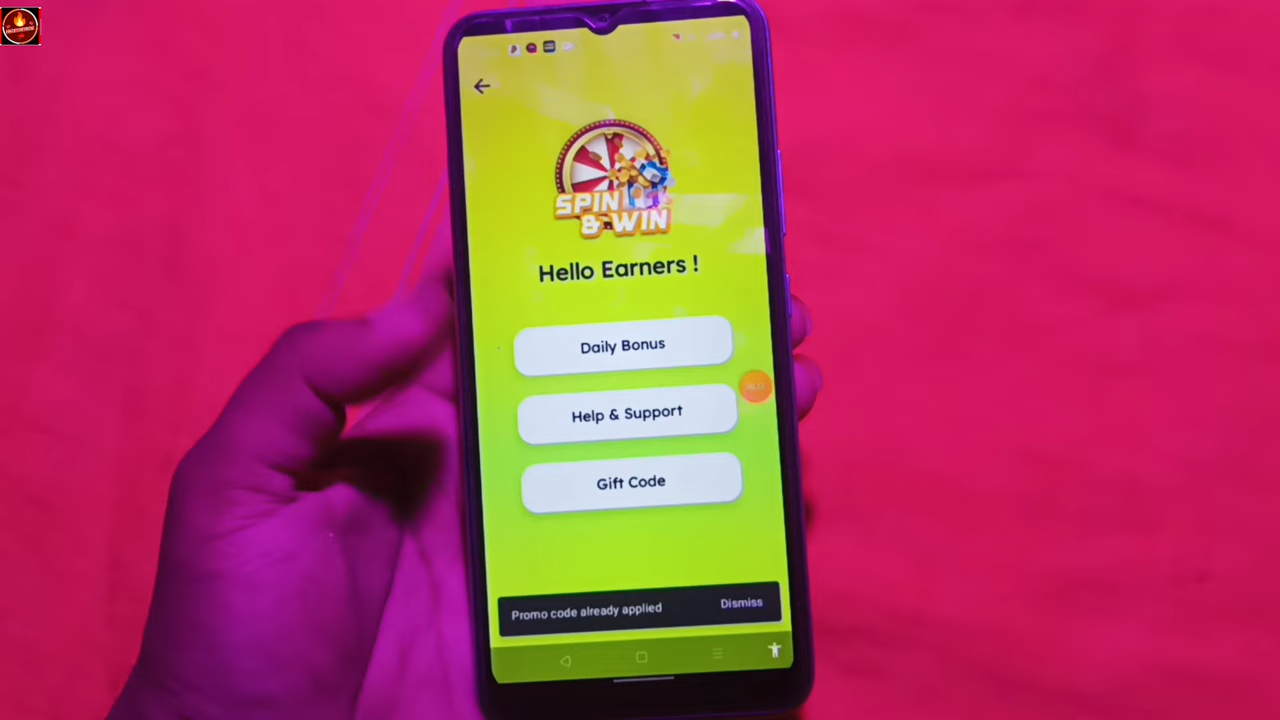 SPIN
& WIN
Hello Earners !
Daily Bonus
Help & Support
Gift Code
Promo code already applied
Dismiss